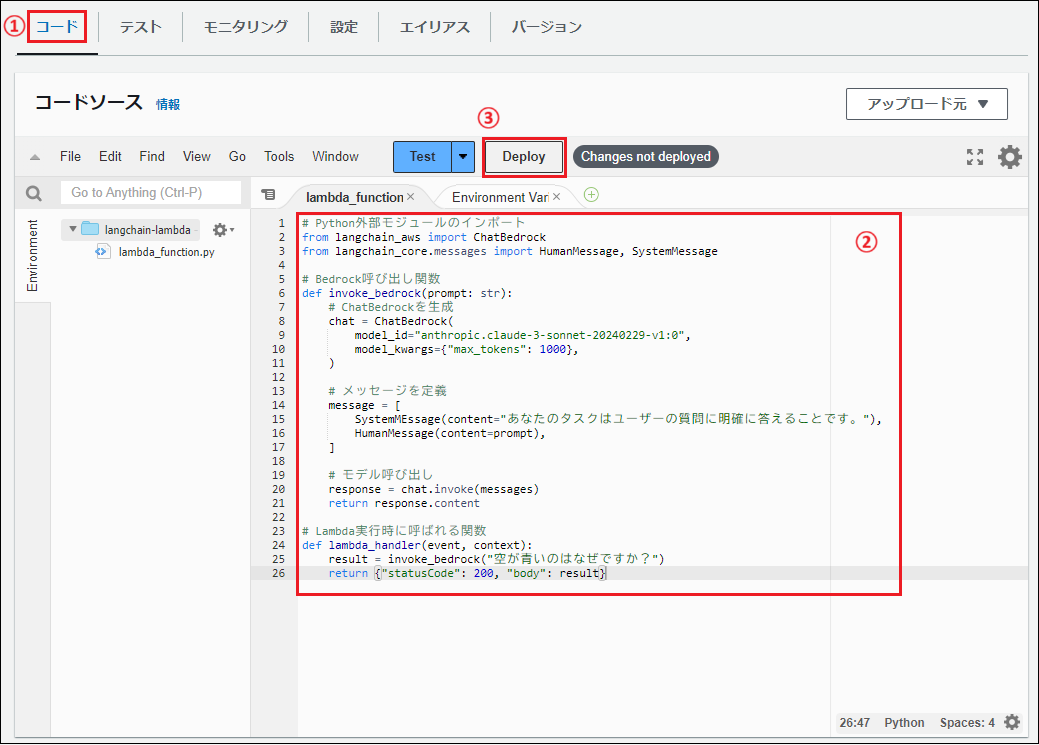 ① コード テスト モニタリング 設定 エイリアス バージョン
コードソース 情報 アップロード元 ▼
③
File Edit Find View Go Tools Window Test Deploy Changes not deployed
Go to Anything (Ctrl-P) lambda_function × Environment Vari ×
Environment
langchain-lambda
lambda_function.py
②
1 # Python外部モジュールのインポート
2 from langchain_aws import ChatBedrock
3 from langchain_core.messages import HumanMessage, SystemMessage
4
5 # Bedrock呼び出し関数
6 def invoke_bedrock(prompt: str):
7     # ChatBedrockを生成
8     chat = ChatBedrock(
9         model_id="anthropic.claude-3-sonnet-20240229-v1:0",
10         model_kwargs={"max_tokens": 1000},
11     )
12
13     # メッセージを定義
14     message = [
15         SystemMEssage(content="あなたのタスクはユーザーの質問に明確に答えることです。"),
16         HumanMessage(content=prompt),
17     ]
18
19     # モデル呼び出し
20     response = chat.invoke(messages)
21     return response.content
22
23 # Lambda実行時に呼ばれる関数
24 def lambda_handler(event, context):
25     result = invoke_bedrock("空が青いのはなぜですか？")
26     return {"statusCode": 200, "body": result}
26:47 Python Spaces: 4